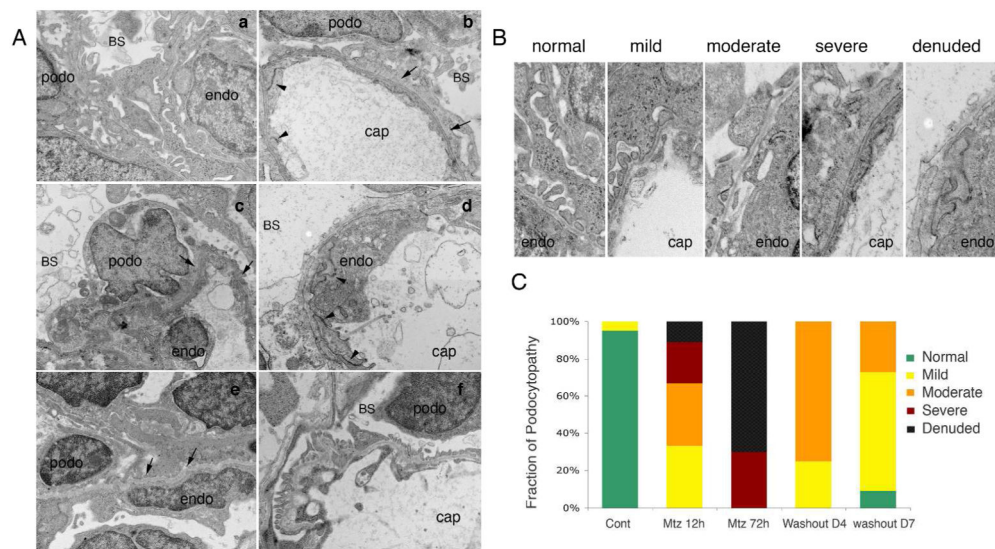 A
a
BS
podo
endo
b
podo
BS
cap
c
BS
podo
endo
d
BS
endo
cap
e
podo
endo
f
BS
podo
cap
B
normal mild moderate severe denuded
endo
cap
endo
cap
endo
C
Fraction of Podocytopathy
100%
80%
60%
40%
20%
0%
Cont Mtz 12h Mtz 72h Washout D4 washout D7
Normal
Mild
Moderate
Severe
Denuded